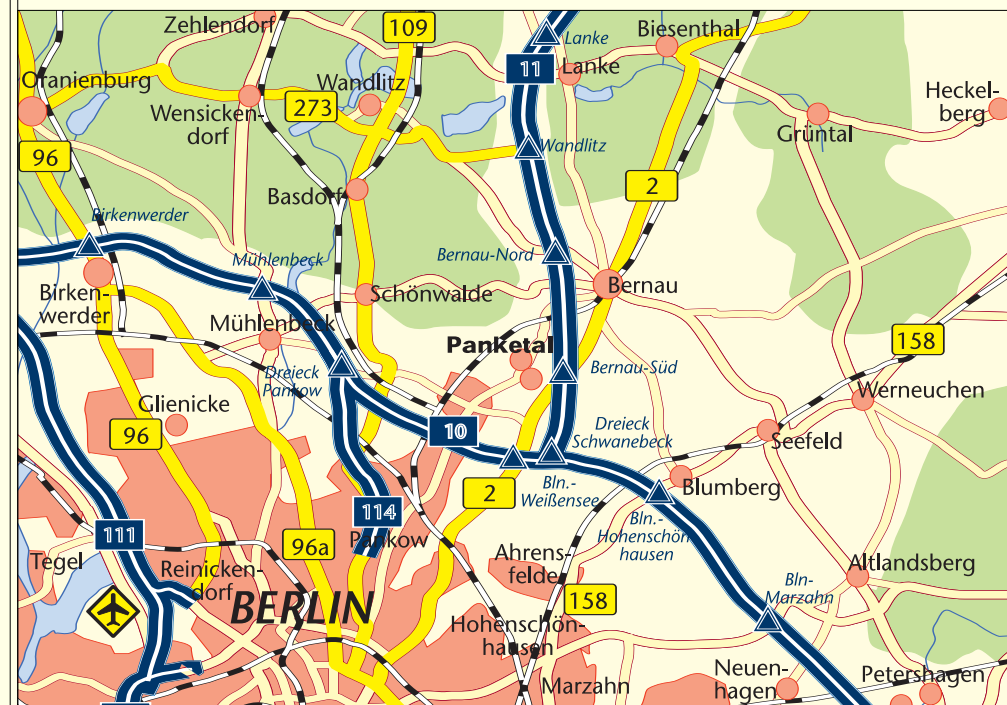 Zehlendorf
109
Biesenthal
Lanke
11
Lanke
Oranienburg
Wandlitz
273
Wensicken-
dorf
Heckel-
berg
Grüntal
96
Wandlitz
2
Basdorf
Birkenwerder
Bernau-Nord
Mühlenbeck
Birken-
werder
Schönwalde
Bernau
Mühlenbeck
Panketal
158
Dreieck
Pankow
Bernau-Süd
Werneuchen
Glienicke
96
10
Dreieck
Schwanebeck
Seefeld
Bln.-
Weißensee
2
Blumberg
114
Bln.-
Hohenschön
hausen
111
96a
Pankow
Tegel
Reinicken-
dorf
Ahrens-
felde
Altlandsberg
158
Bln-
Marzahn
BERLIN
Hohenschön-
hausen
Marzahn
Neuen-
hagen
Petershagen